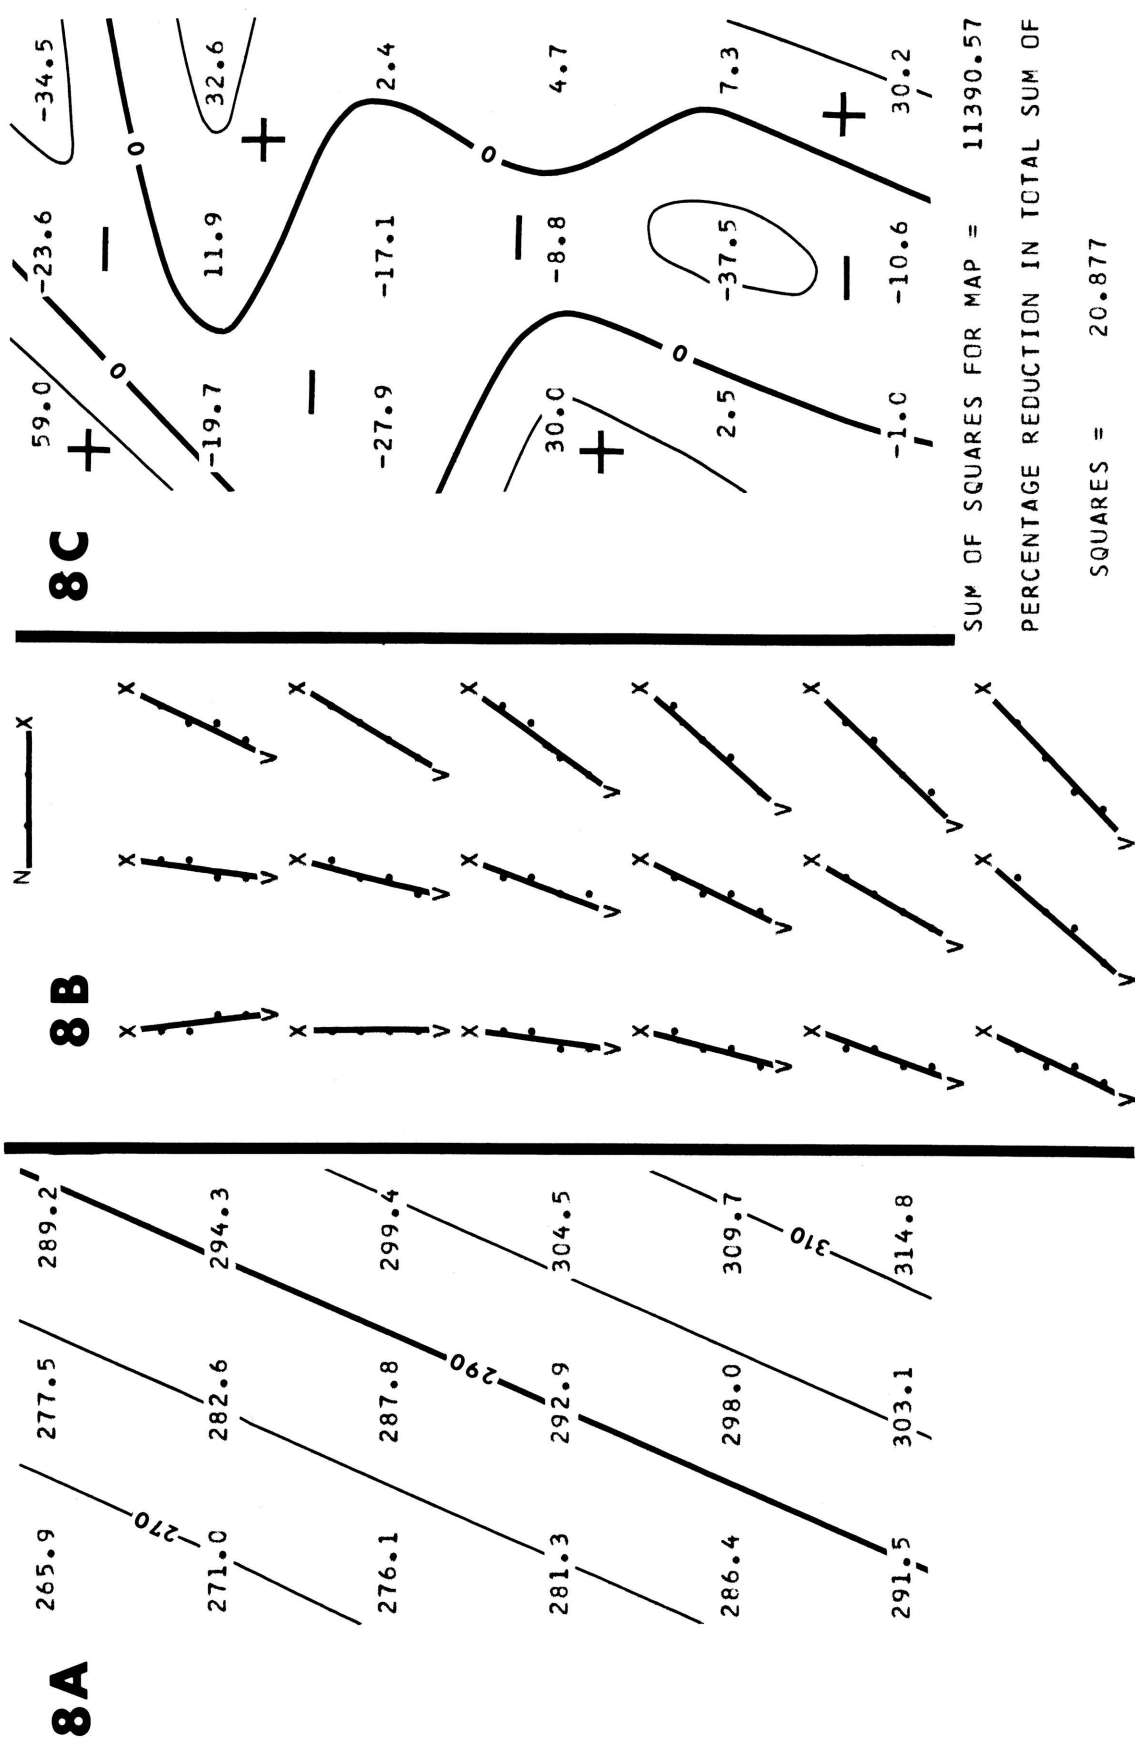 8A
265.9 277.5 289.2
270
271.0 282.6 294.3
276.1 287.8 299.4
290
281.3 292.9 304.5
286.4 298.0 309.7
310
291.5 303.1 314.8
8B
N X
X X X
V V V
X X X
V V V
X X X
V V V
X X X
V V V
X X X
V V V
X X X
V V V
8C
59.0 -23.6 -34.5
+ −
0 0
-19.7 11.9 32.6
+
−
-27.9 -17.1 2.4
0
−
30.0 -8.8 4.7
+
0
2.5 -37.5 7.3
− +
-1.0 -10.6 30.2
SUM OF SQUARES FOR MAP = 11390.57
PERCENTAGE REDUCTION IN TOTAL SUM OF
SQUARES = 20.877